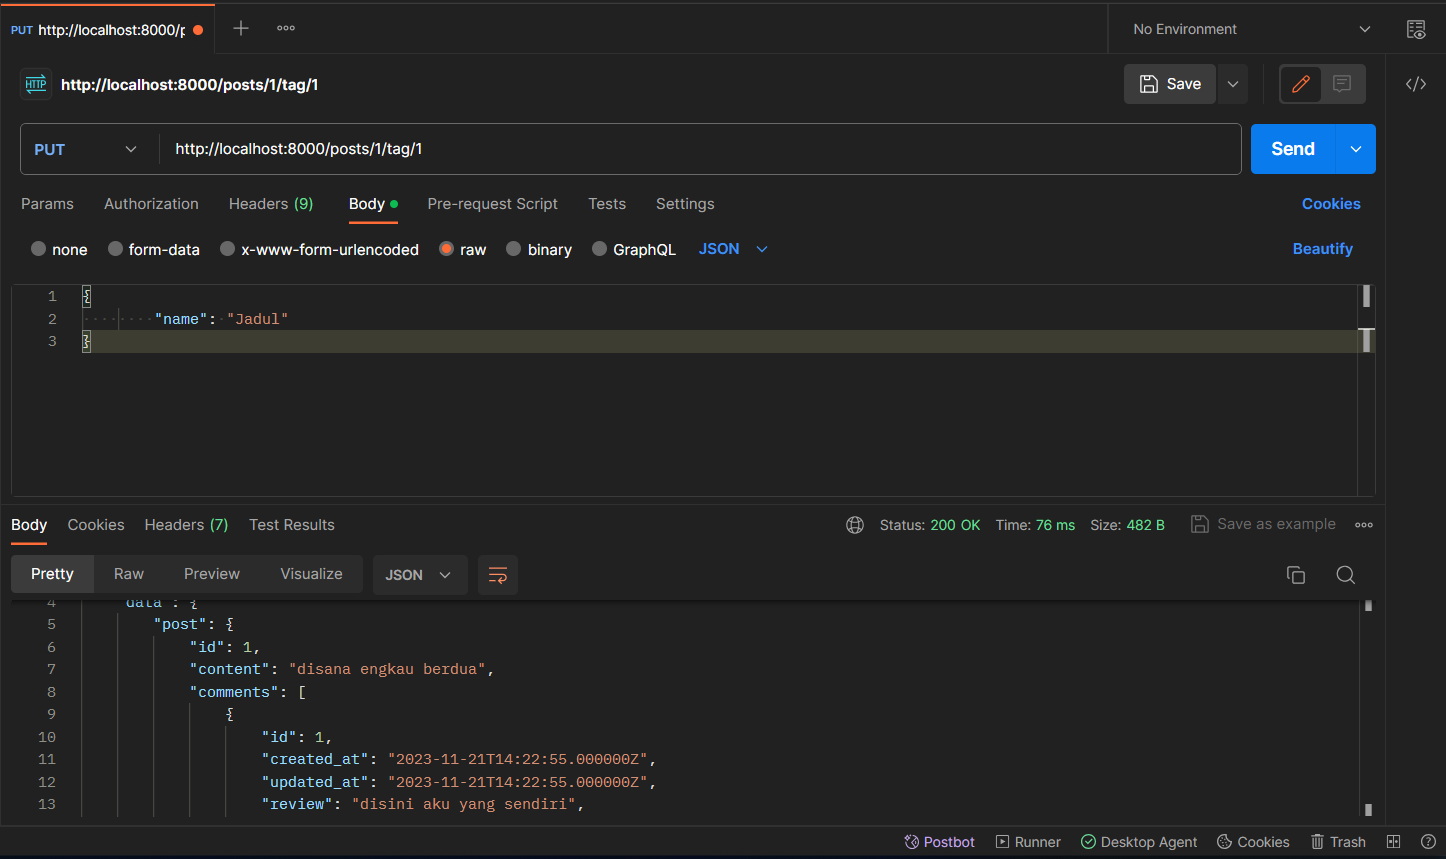 PUT http://localhost:8000/p
No Environment
HTTP http://localhost:8000/posts/1/tag/1
Save
PUT http://localhost:8000/posts/1/tag/1
Send
Params Authorization Headers (9) Body Pre-request Script Tests Settings Cookies
none form-data x-www-form-urlencoded raw binary GraphQL JSON Beautify
1 {
2 "name": "Jadul"
3 }
Body Cookies Headers (7) Test Results Status: 200 OK Time: 76 ms Size: 482 B Save as example
Pretty Raw Preview Visualize JSON
4 "data": {
5 "post": {
6 "id": 1,
7 "content": "disana engkau berdua",
8 "comments": [
9 {
10 "id": 1,
11 "created_at": "2023-11-21T14:22:55.000000Z",
12 "updated_at": "2023-11-21T14:22:55.000000Z",
13 "review": "disini aku yang sendiri",
Postbot Runner Desktop Agent Cookies Trash